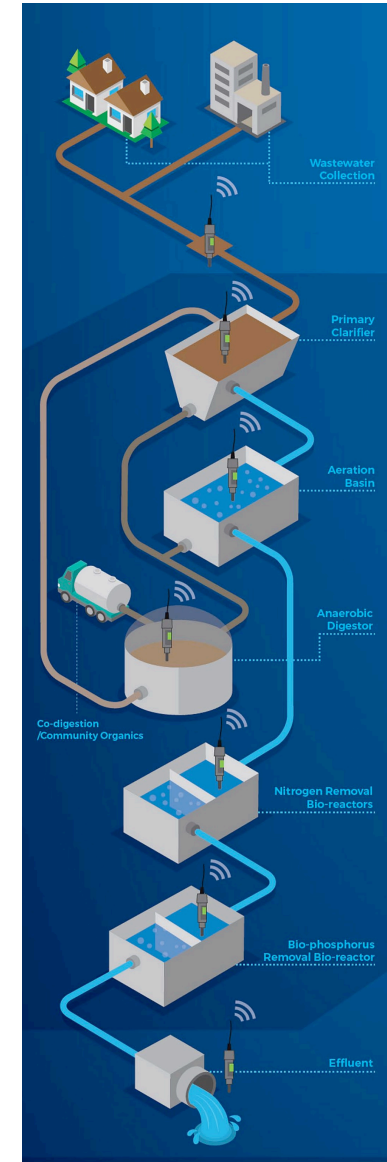 Wastewater
Collection
Primary
Clarifier
Aeration
Basin
Anaerobic
Digestor
Co-digestion
/Community Organics
Nitrogen Removal
Bio-reactors
Bio-phosphorus
Removal Bio-reactor
Effluent